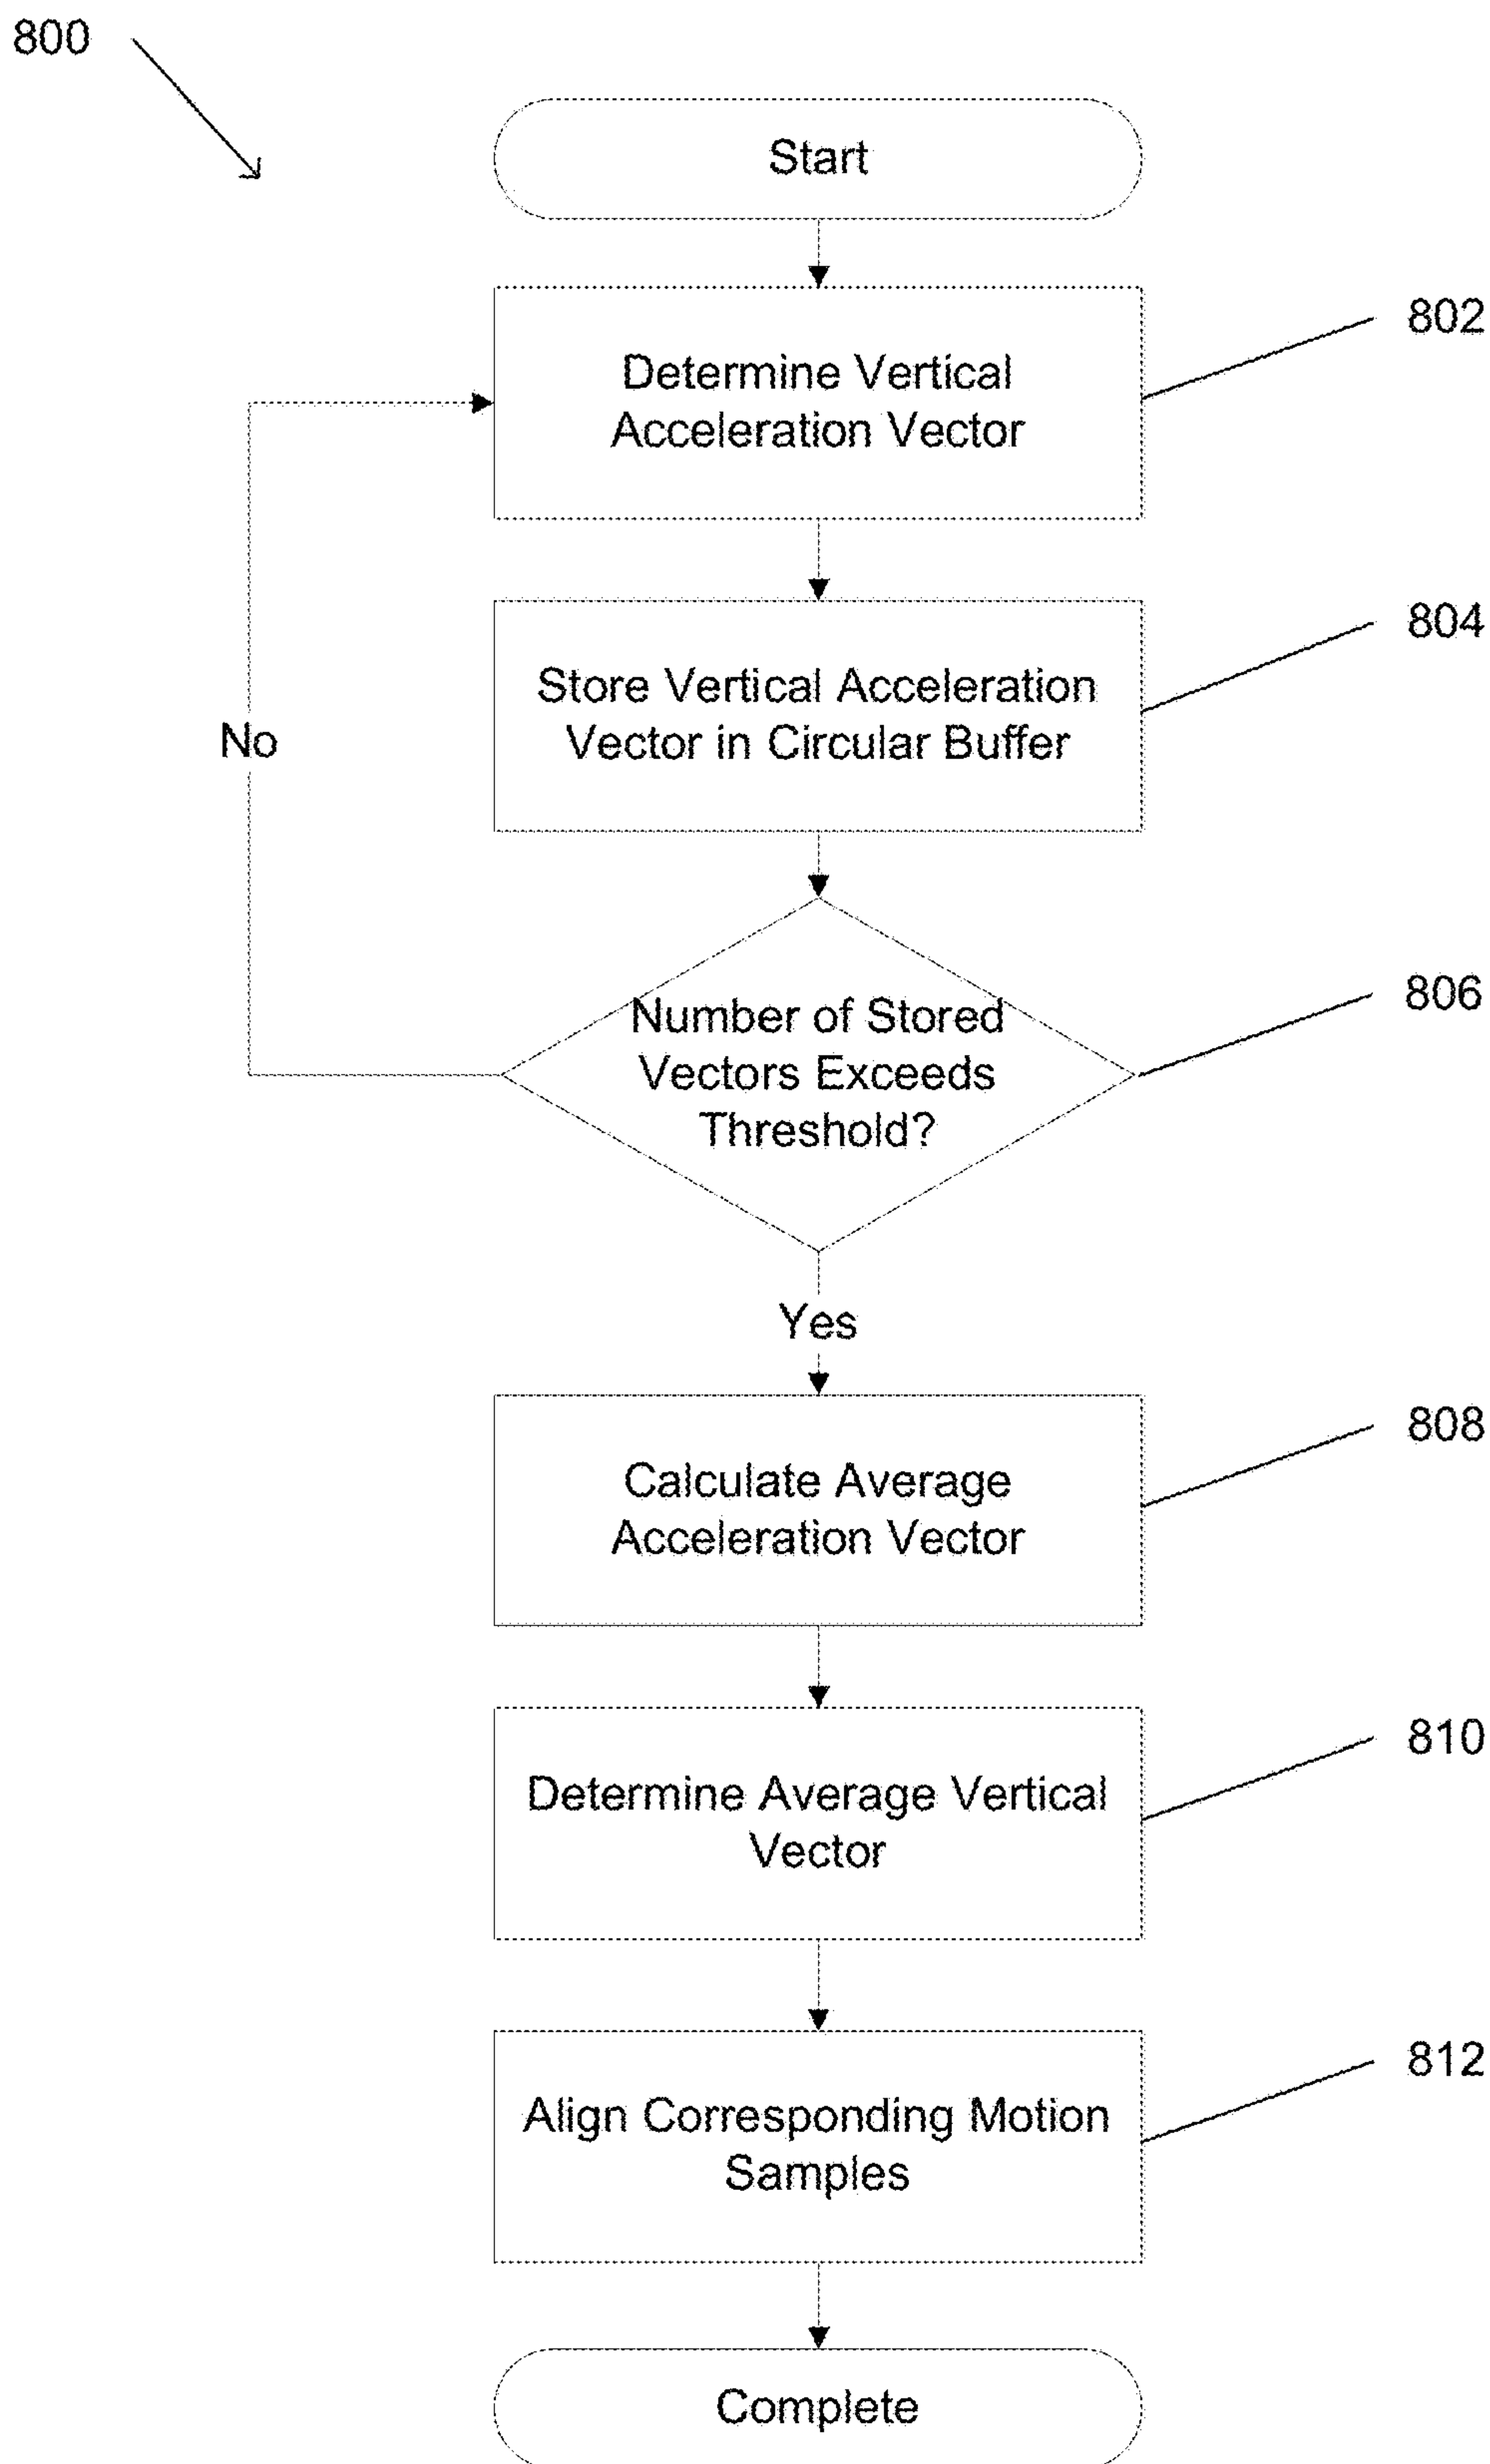 800
Start
802
Determine Vertical
Acceleration Vector
804
Store Vertical Acceleration
Vector in Circular Buffer
No
806
Number of Stored
Vectors Exceeds
Threshold?
Yes
808
Calculate Average
Acceleration Vector
810
Determine Average Vertical
Vector
812
Align Corresponding Motion
Samples
Complete